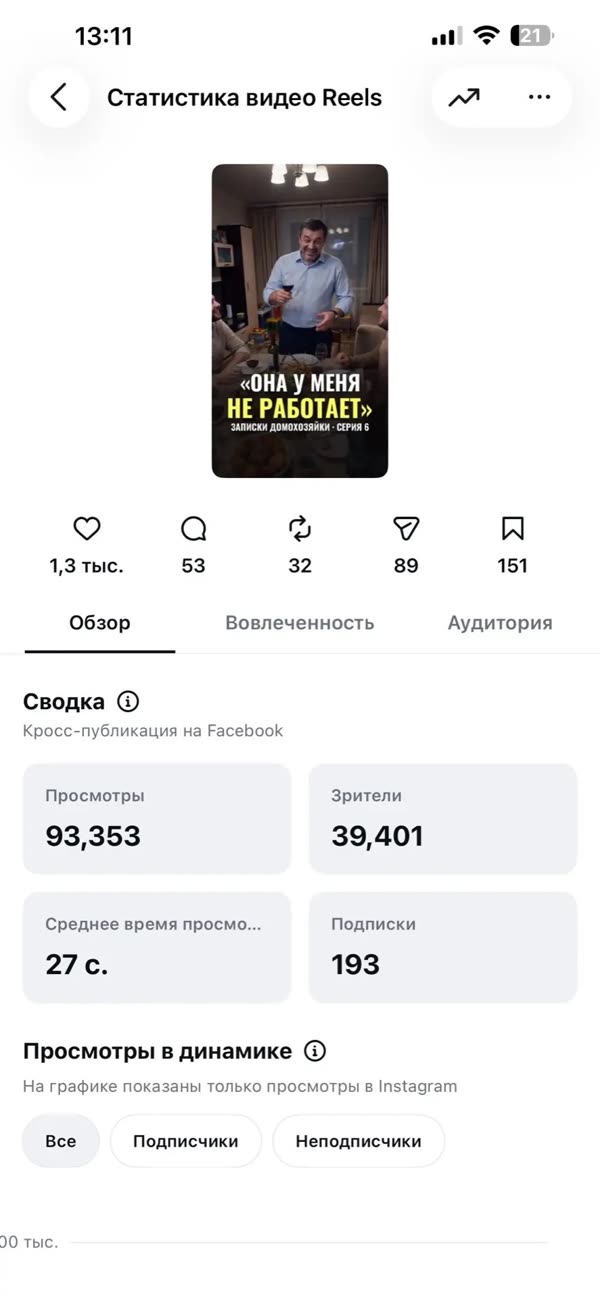 13:11
21
Статистика видео Reels
«ОНА У МЕНЯ
НЕ РАБОТАЕТ»
ЗАПИСКИ ДОМОХОЗЯЙКИ · СЕРИЯ 6
1,3 тыс. 53 32 89 151
Обзор Вовлеченность Аудитория
Сводка
Кросс-публикация на Facebook
Просмотры Зрители
93,353 39,401
Среднее время просмо... Подписки
27 с. 193
Просмотры в динамике
На графике показаны только просмотры в Instagram
Все Подписчики Неподписчики
00 тыс.